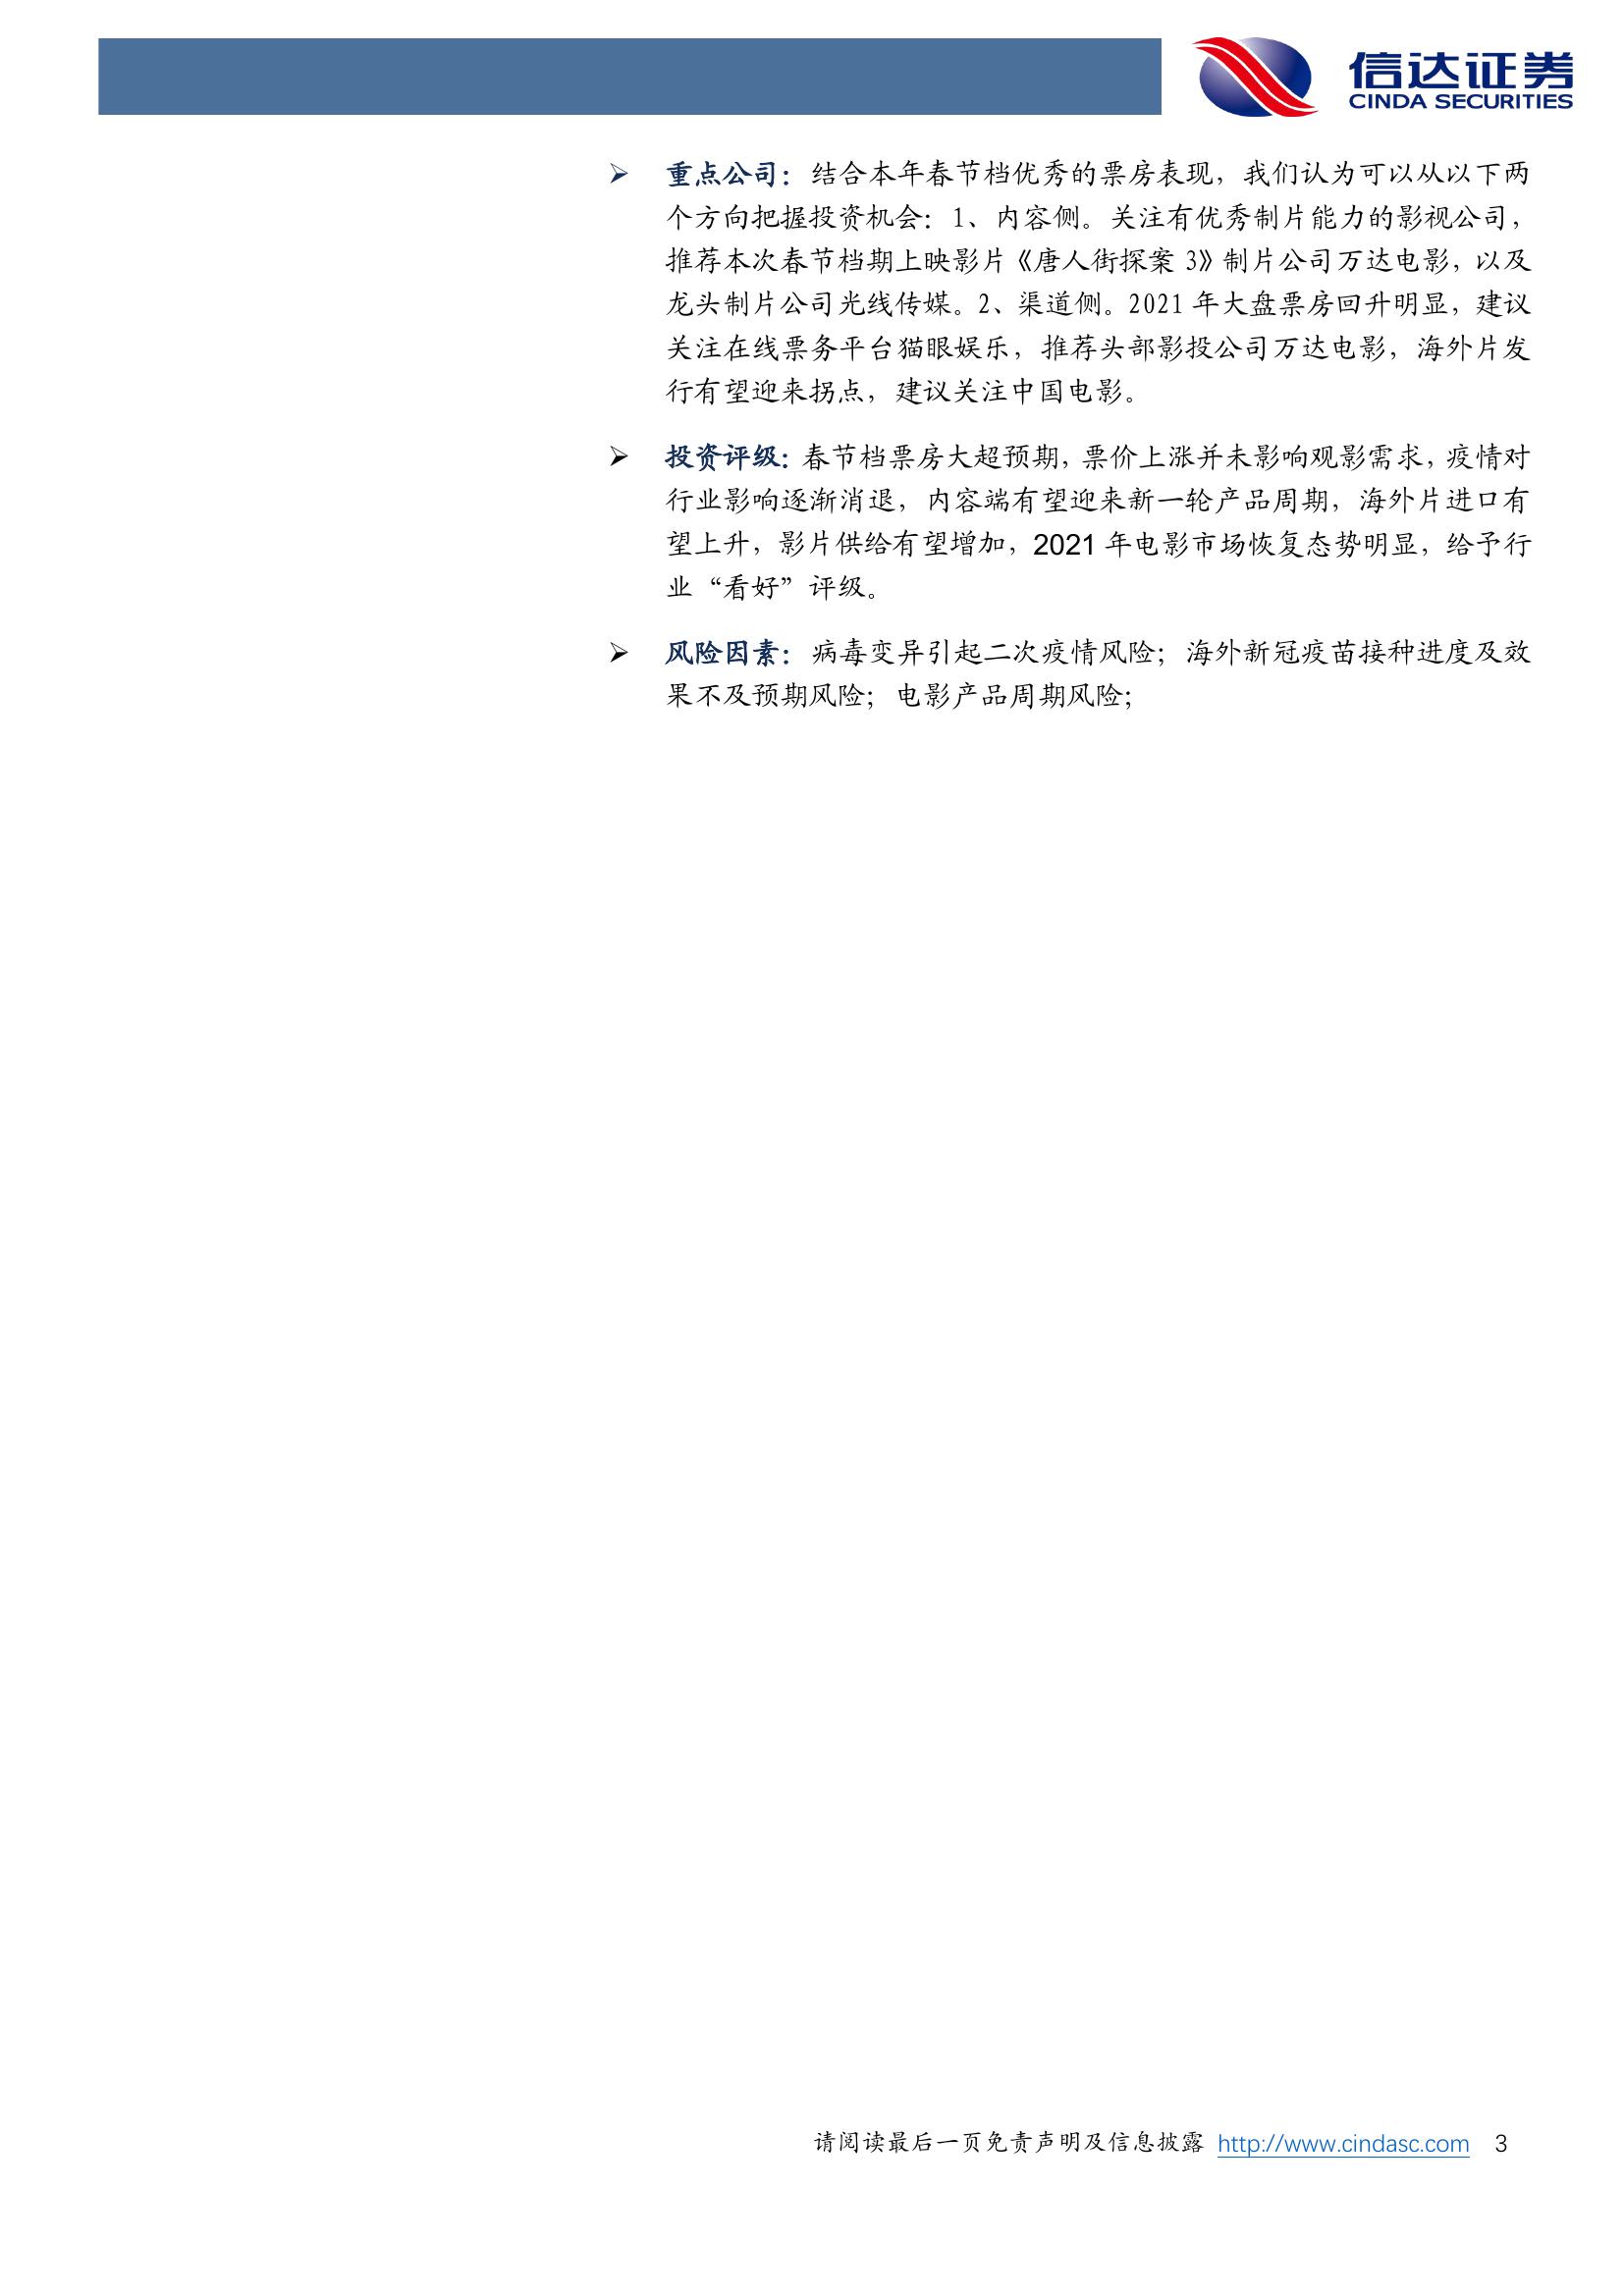 信达证券
CINDA SECURITIES
➢ 重点公司：结合本年春节档优秀的票房表现，我们认为可以从以下两
个方向把握投资机会：1、内容侧。关注有优秀制片能力的影视公司，
推荐本次春节档期上映影片《唐人街探案 3》制片公司万达电影，以及
龙头制片公司光线传媒。2、渠道侧。2021 年大盘票房回升明显，建议
关注在线票务平台猫眼娱乐，推荐头部影投公司万达电影，海外片发
行有望迎来拐点，建议关注中国电影。
➢ 投资评级：春节档票房大超预期，票价上涨并未影响观影需求，疫情对
行业影响逐渐消退，内容端有望迎来新一轮产品周期，海外片进口有
望上升，影片供给有望增加，2021 年电影市场恢复态势明显，给予行
业“看好”评级。
➢ 风险因素：病毒变异引起二次疫情风险；海外新冠疫苗接种进度及效
果不及预期风险；电影产品周期风险；
请阅读最后一页免责声明及信息披露 http://www.cindasc.com 3